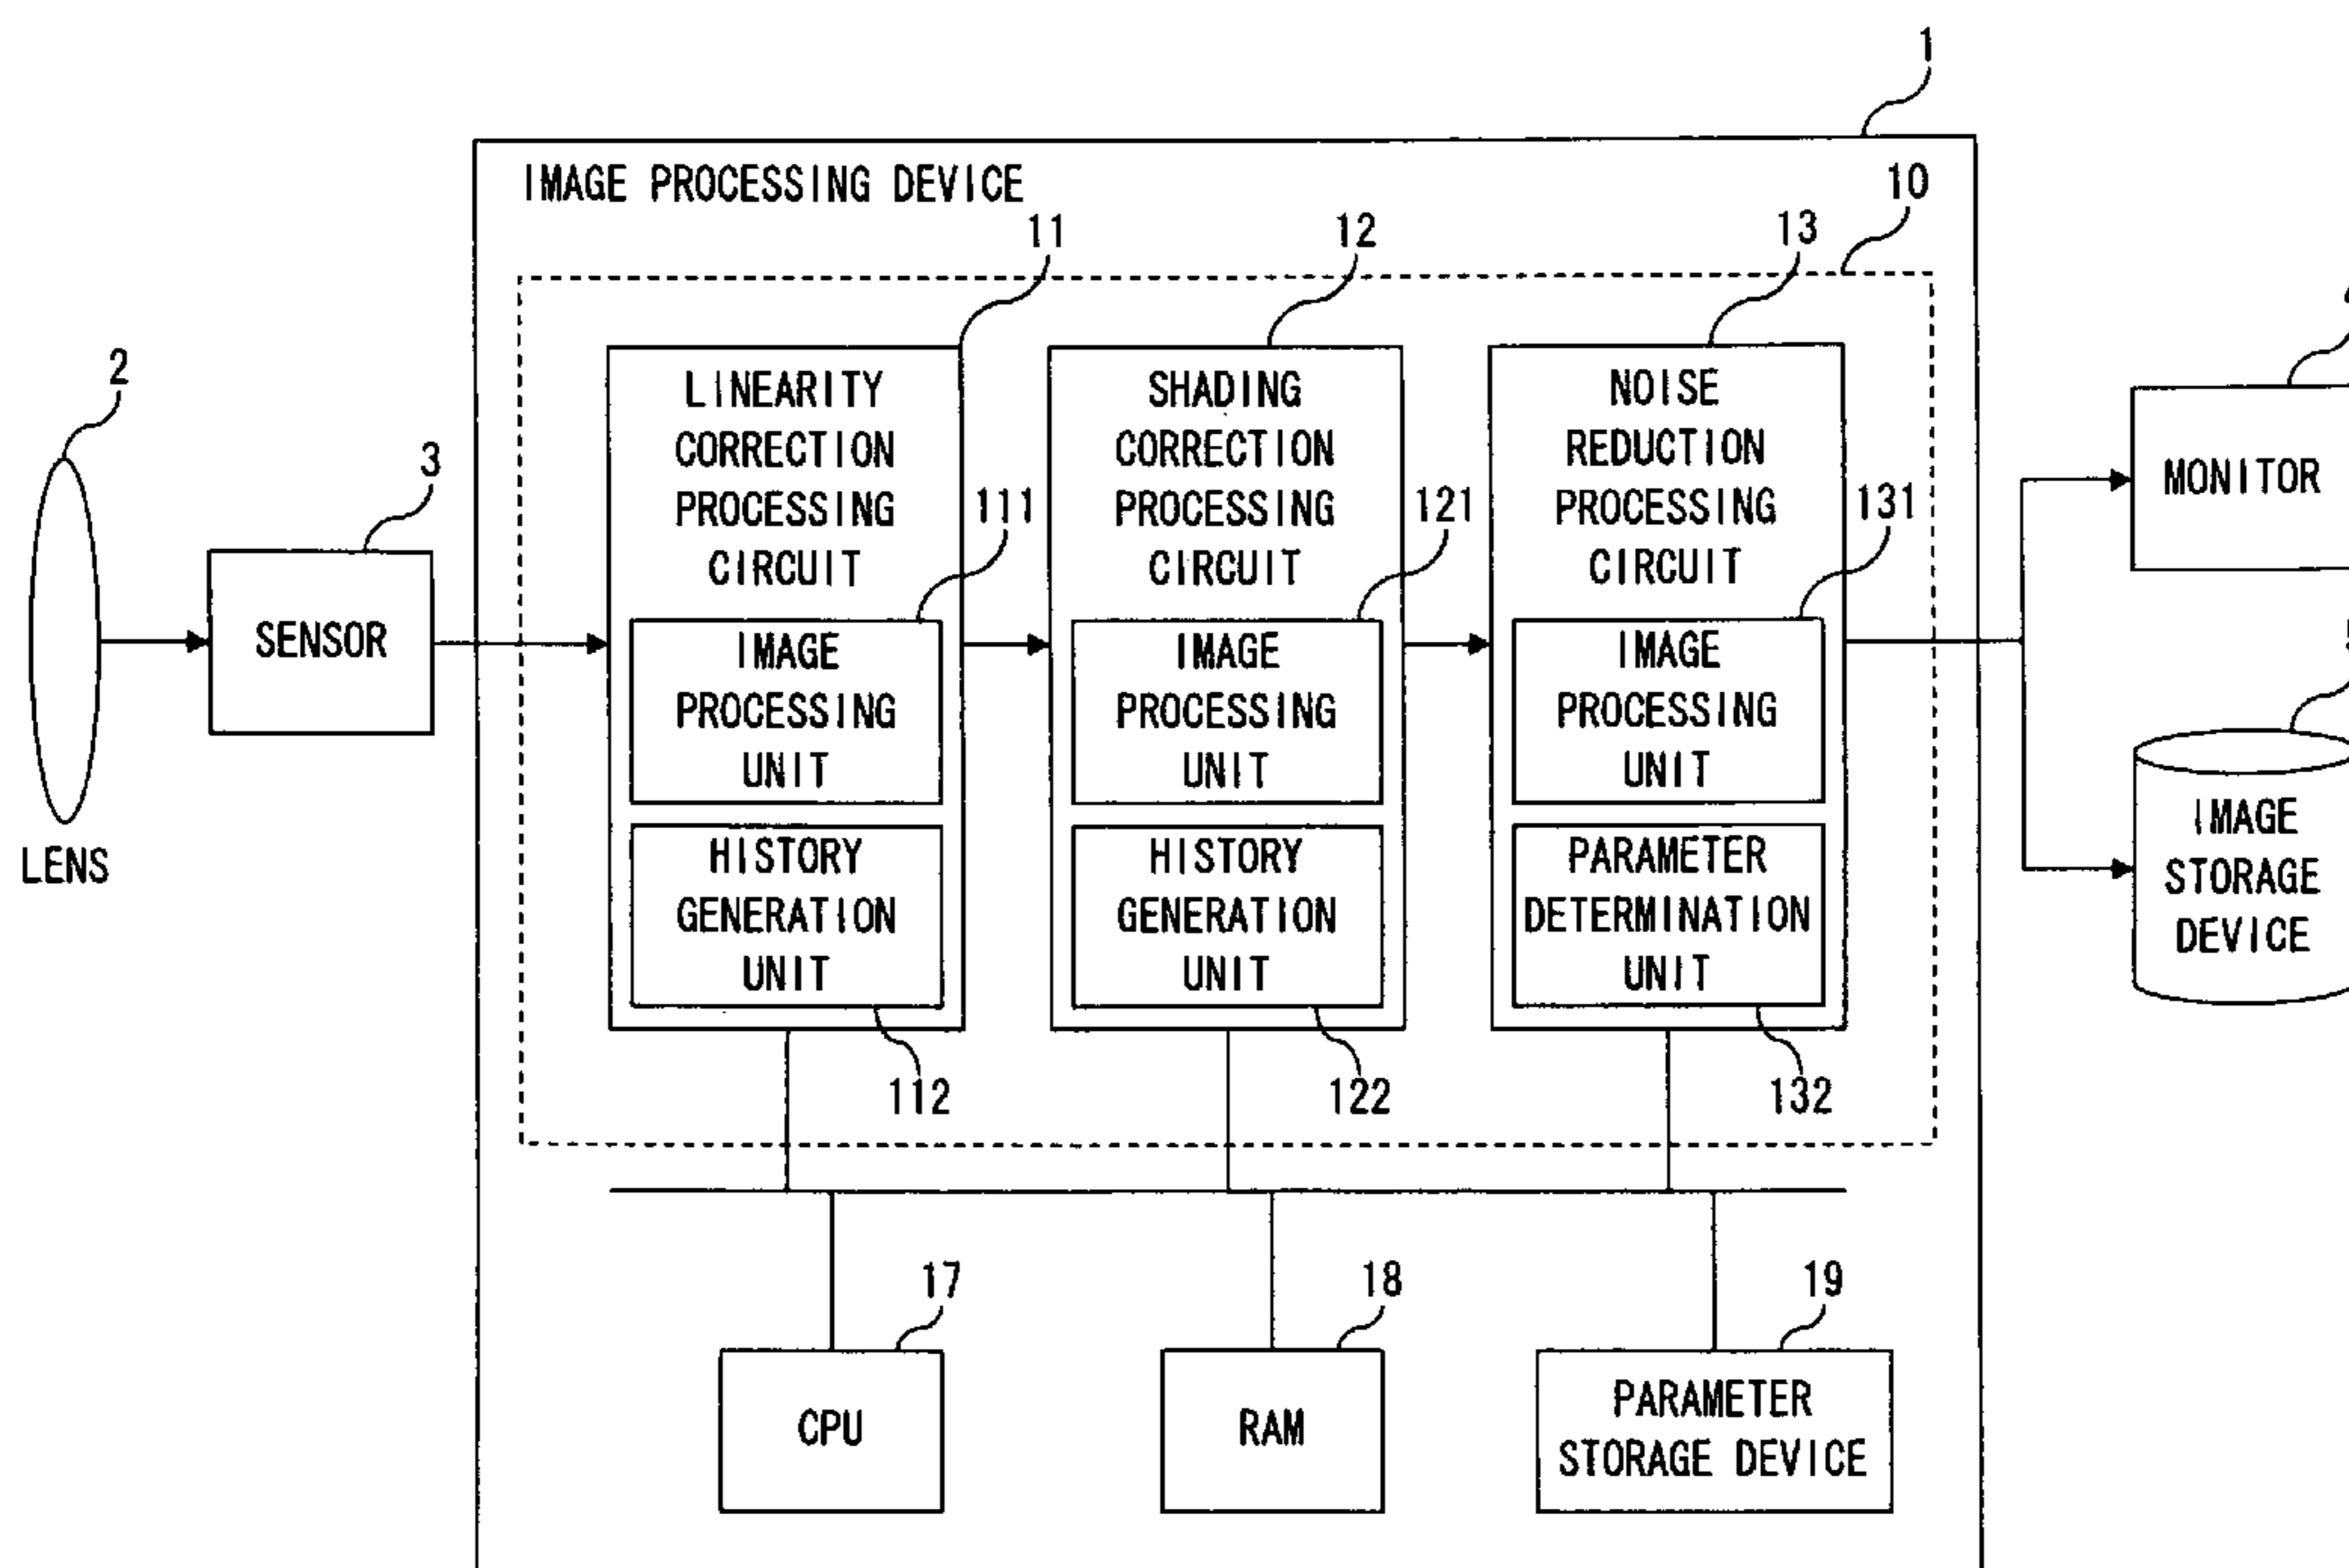 1
IMAGE PROCESSING DEVICE
10
11
12
13
2
LENS
3
SENSOR
LINEARITY
CORRECTION
PROCESSING
CIRCUIT
111
IMAGE
PROCESSING
UNIT
HISTORY
GENERATION
UNIT
112
SHADING
CORRECTION
PROCESSING
CIRCUIT
121
IMAGE
PROCESSING
UNIT
HISTORY
GENERATION
UNIT
122
NOISE
REDUCTION
PROCESSING
CIRCUIT
131
IMAGE
PROCESSING
UNIT
PARAMETER
DETERMINATION
UNIT
132
MONITOR
IMAGE
STORAGE
DEVICE
17
CPU
18
RAM
19
PARAMETER
STORAGE DEVICE